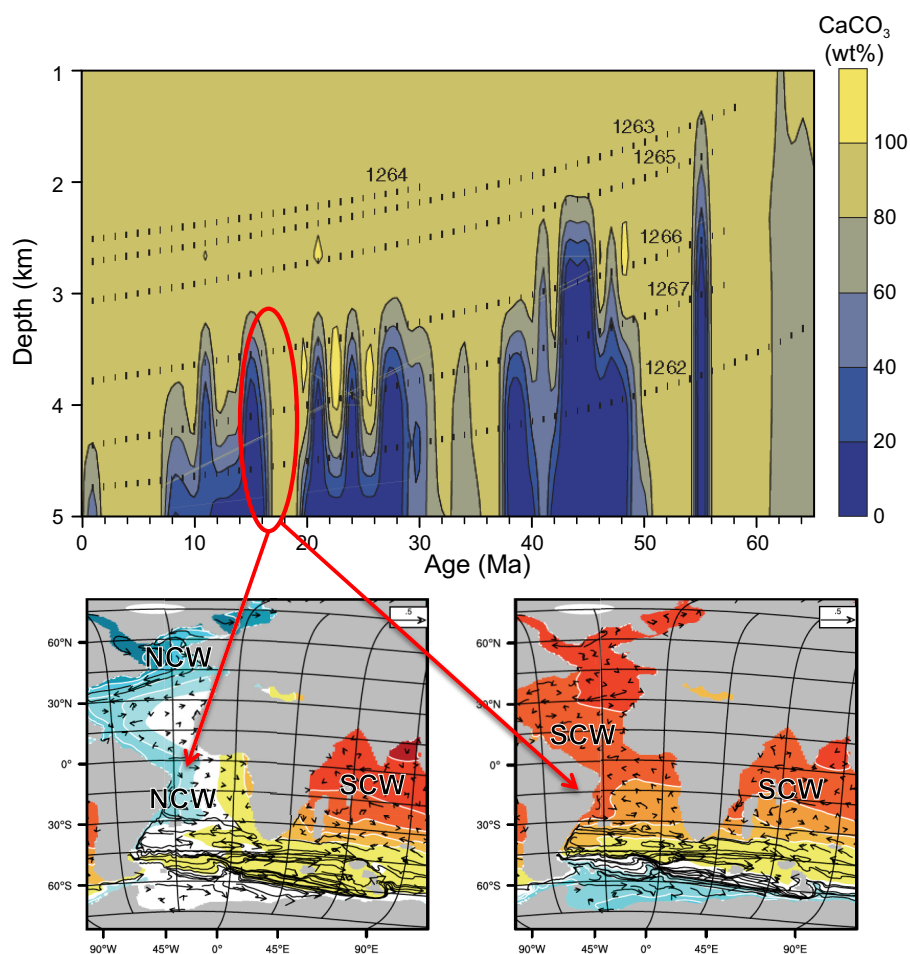 CaCO3
(wt%)
1
2
3
4
5
Depth (km)
1263
1265
1264
1266
1267
1262
100
80
60
40
20
0
0
10
20
30
40
50
60
Age (Ma)
.5
60°N
30°N
0°
30°S
60°S
NCW
NCW
SCW
90°W
45°W
0°
45°E
90°E
.5
60°N
30°N
0°
30°S
60°S
SCW
SCW
90°W
45°W
0°
45°E
90°E